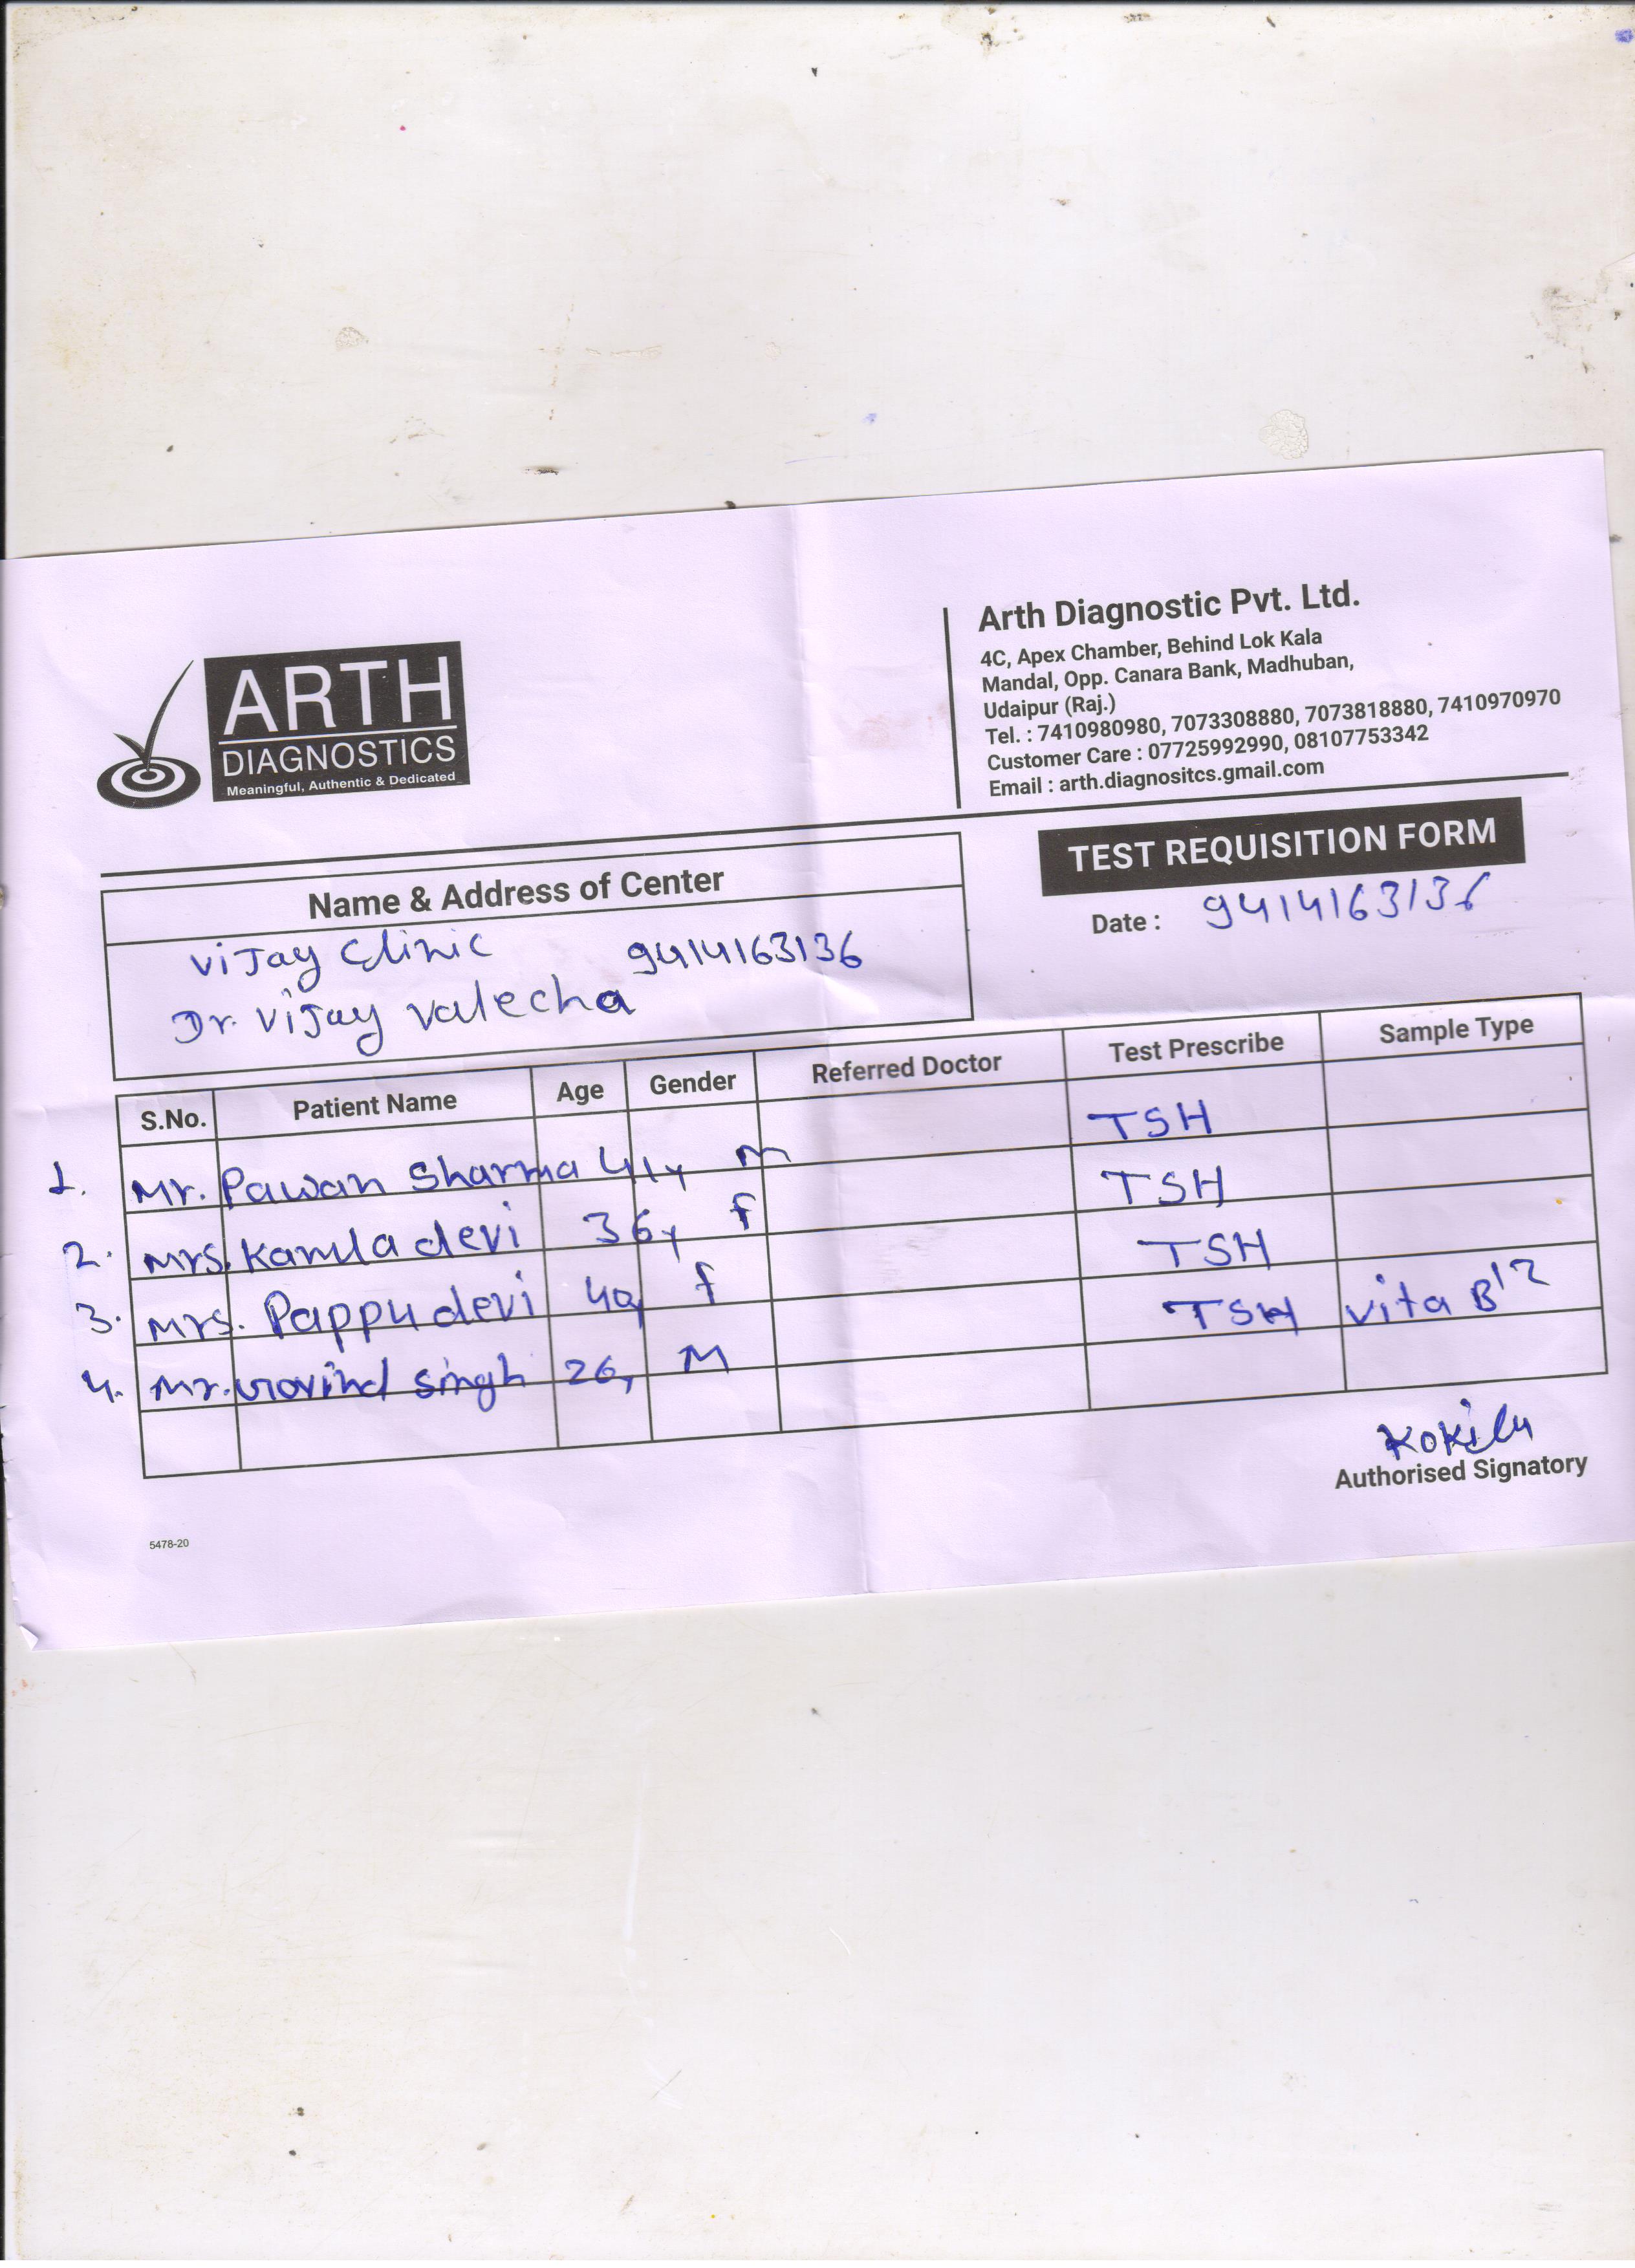 ARTH
DIAGNOSTICS
Meaningful, Authentic & Dedicated
Arth Diagnostic Pvt. Ltd.
4C, Apex Chamber, Behind Lok Kala
Mandal, Opp. Canara Bank, Madhuban,
Udaipur (Raj.)
Tel. : 7410980980, 7073308880, 7073818880, 7410970970
Customer Care : 07725992990, 08107753342
Email : arth.diagnositcs.gmail.com
TEST REQUISITION FORM
Date : 9414163136
Name & Address of Center
ViJay Clinic 9414163136
Dr. ViJay Valecha
S.No. Patient Name Age Gender Referred Doctor Test Prescribe Sample Type
1. Mr. Pawan Sharma 41y M TSH
2. Mrs. Kamla devi 36y F TSH
3. Mrs. Pappu devi 40y F TSH
4. Mr. Govind Singh 26y M TSH Vita B12
Kokila
Authorised Signatory
5478-20